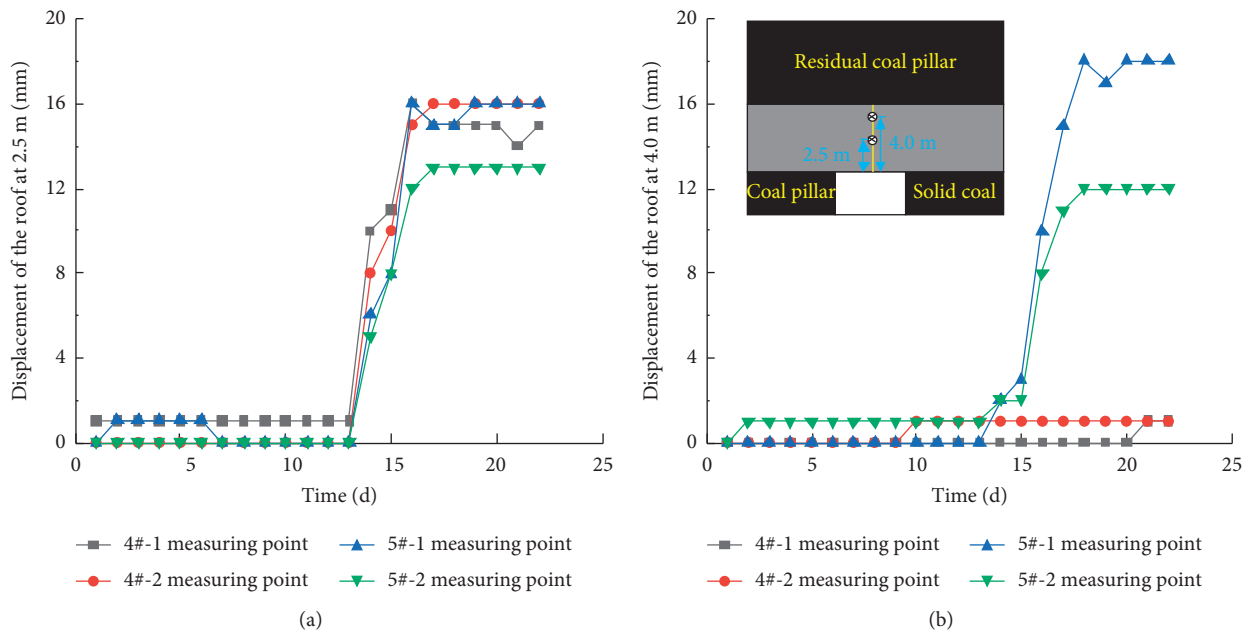 Displacement of the roof at 2.5 m (mm)
20
16
12
8
4
0
0
5
10
15
20
25
Time (d)
4#-1 measuring point
5#-1 measuring point
4#-2 measuring point
5#-2 measuring point
(a)
Displacement of the roof at 4.0 m (mm)
20
16
12
8
4
0
Residual coal pillar
2.5 m
4.0 m
Coal pillar
Solid coal
0
5
10
15
20
25
Time (d)
4#-1 measuring point
5#-1 measuring point
4#-2 measuring point
5#-2 measuring point
(b)